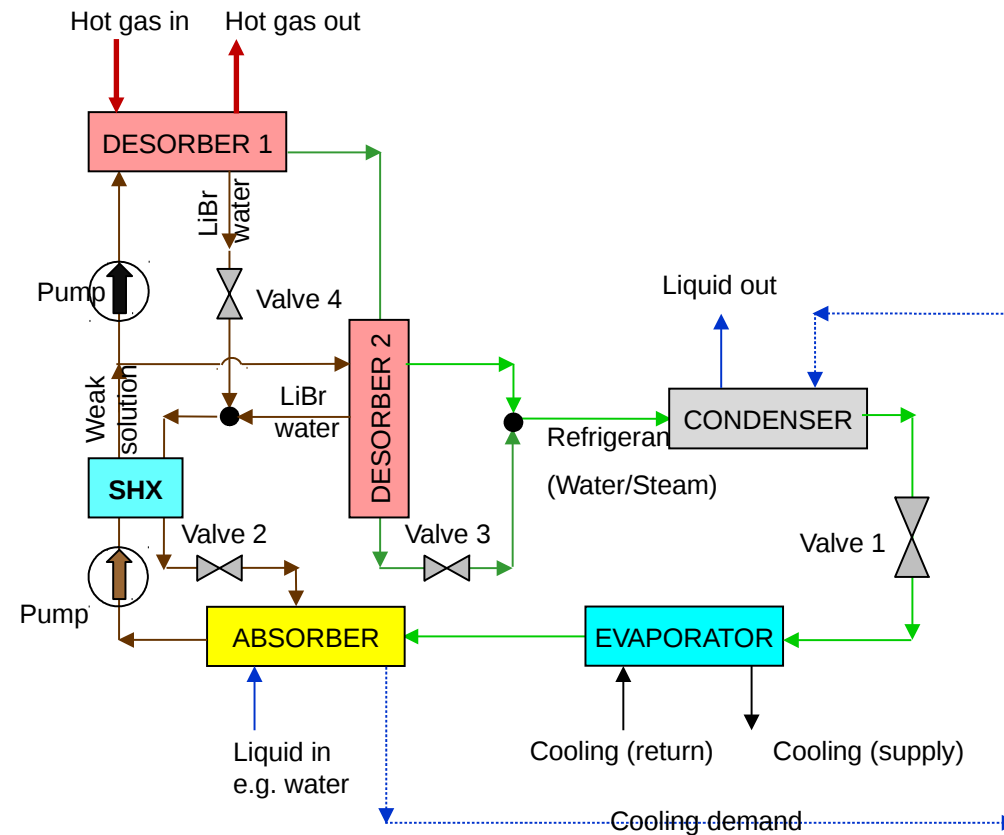 Hot gas in
Hot gas out
DESORBER 1
LiBr
water
Pump
Valve 4
Liquid out
DESORBER 2
Weak
solution
LiBr
water
CONDENSER
Refrigeran
(Water/Steam)
SHX
Valve 2
Valve 3
Valve 1
Pump
ABSORBER
EVAPORATOR
Liquid in
e.g. water
Cooling (return)
Cooling (supply)
Cooling demand